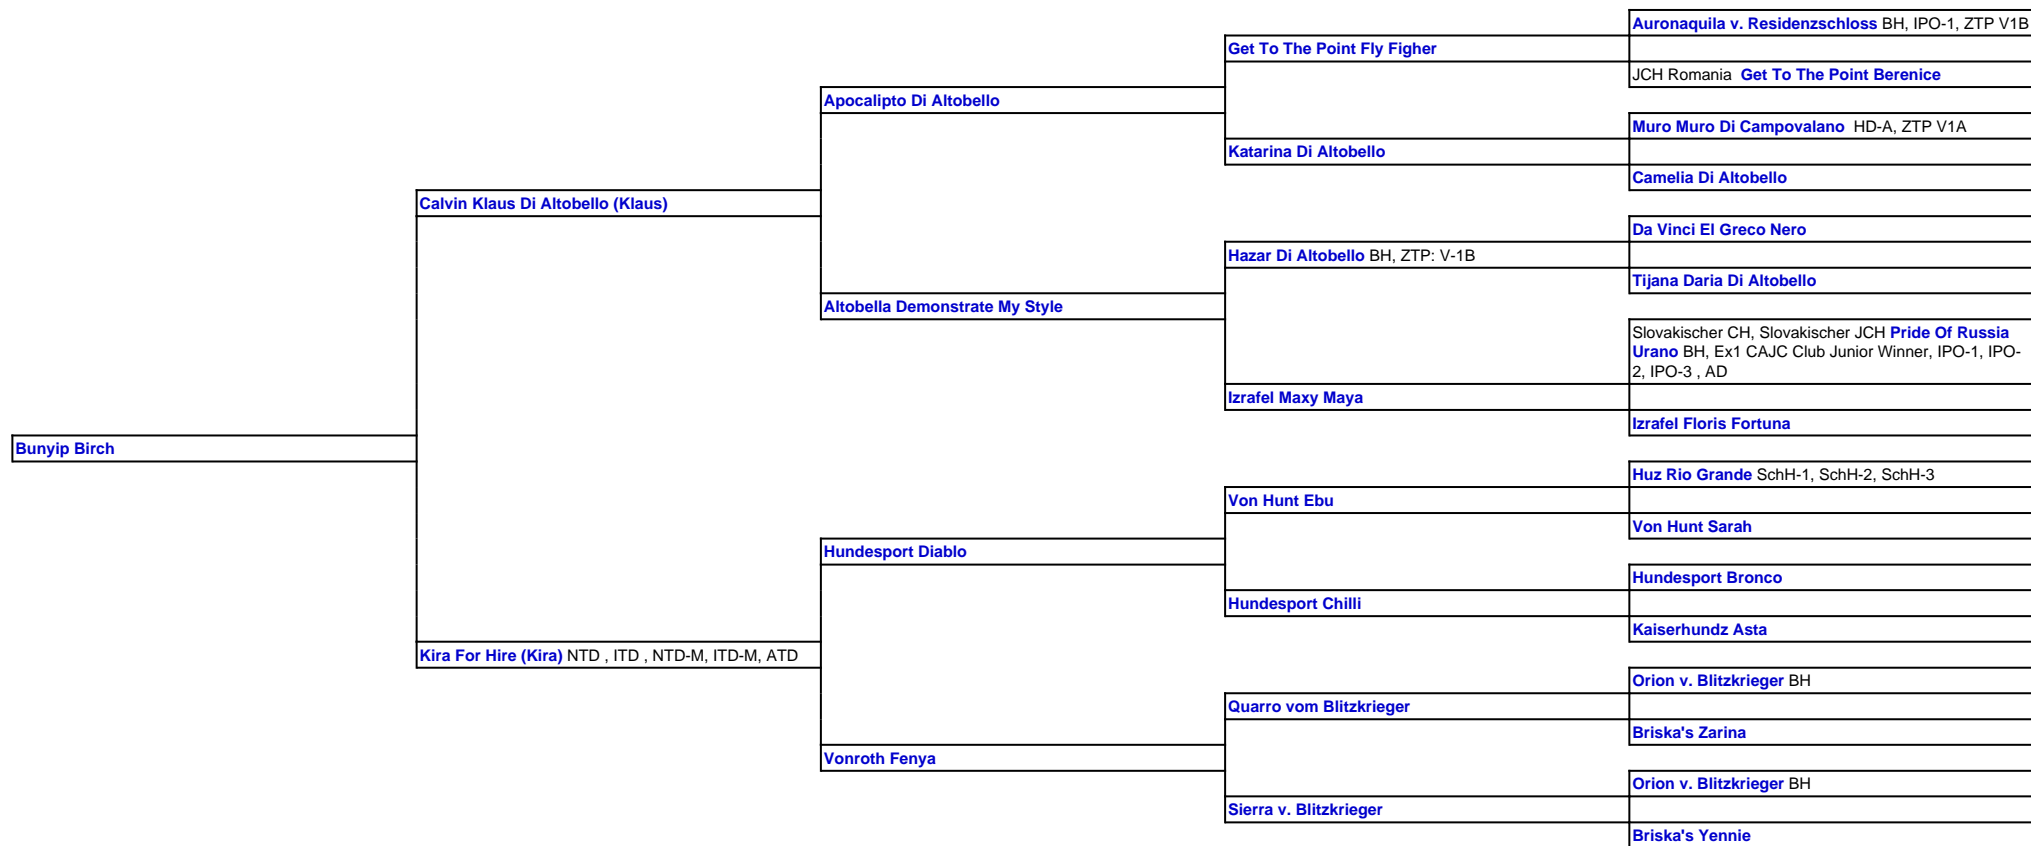 Auronaquila v. Residenzschloss BH, IPO-1, ZTP V1B
Get To The Point Fly Figher
JCH Romania  Get To The Point Berenice
Apocalipto Di Altobello
Muro Muro Di Campovalano  HD-A, ZTP V1A
Katarina Di Altobello
Camelia Di Altobello
Calvin Klaus Di Altobello (Klaus)
Da Vinci El Greco Nero
Hazar Di Altobello BH, ZTP: V-1B
Tijana Daria Di Altobello
Altobella Demonstrate My Style
Slovakischer CH, Slovakischer JCH Pride Of Russia
Urano BH, Ex1 CAJC Club Junior Winner, IPO-1, IPO-
2, IPO-3 , AD
Izrafel Maxy Maya
Izrafel Floris Fortuna
Bunyip Birch
Huz Rio Grande SchH-1, SchH-2, SchH-3
Von Hunt Ebu
Von Hunt Sarah
Hundesport Diablo
Hundesport Bronco
Hundesport Chilli
Kaiserhundz Asta
Kira For Hire (Kira) NTD , ITD , NTD-M, ITD-M, ATD
Orion v. Blitzkrieger BH
Quarro vom Blitzkrieger
Briska's Zarina
Vonroth Fenya
Orion v. Blitzkrieger BH
Sierra v. Blitzkrieger
Briska's Yennie